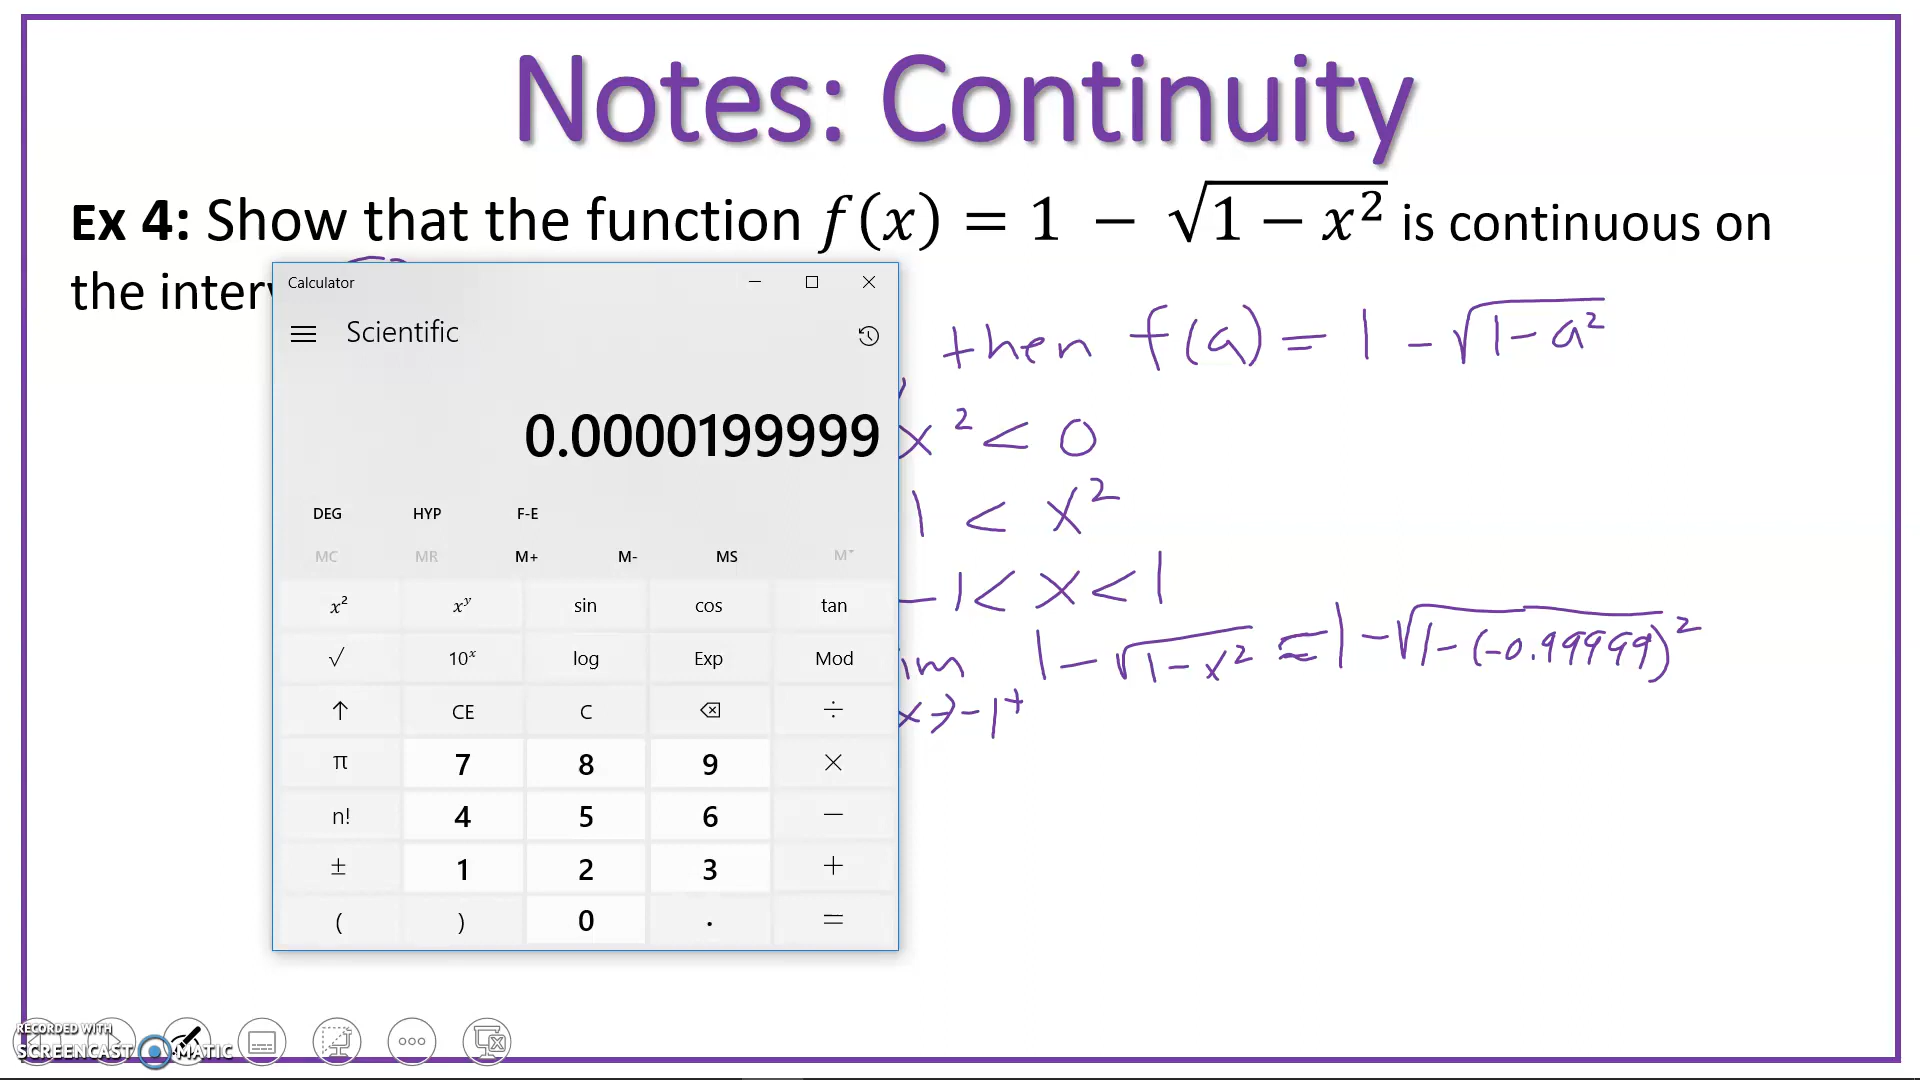 Notes: Continuity
Ex 4: Show that the function f(x) = 1 − √1 − x² is continuous on
the inter
then f(a) = 1 - √1-a²
x² < 0
1 < x²
-1 < x < 1
im 1 - √1-x² ≈ 1 - √1-(-0.99999)²
x→-1⁺
Calculator
Scientific
0.0000199999
DEG HYP F-E
MC MR M+ M- MS M˅
x² xʸ sin cos tan
√ 10ˣ log Exp Mod
↑ CE C ÷
π 7 8 9 ×
n! 4 5 6 −
± 1 2 3 +
( ) 0 . =
RECORDED WITH
SCREENCAST MATIC